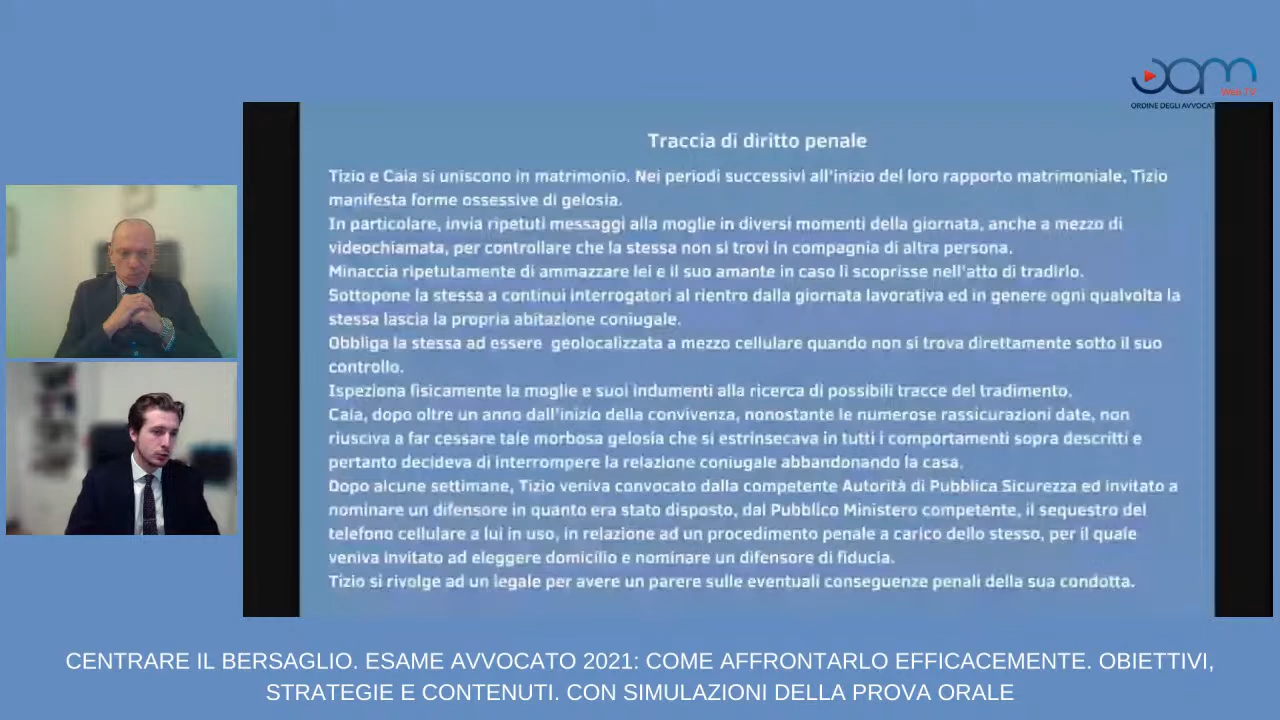 oam
Web TV
ORDINE DEGLI AVVOCAT
Traccia di diritto penale
Tizio e Caia si uniscono in matrimonio. Nei periodi successivi all'inizio del loro rapporto matrimoniale, Tizio
manifesta forme ossessive di gelosia.
In particolare, invia ripetuti messaggi alla moglie in diversi momenti della giornata, anche a mezzo di
videochiamata, per controllare che la stessa non si trovi in compagnia di altra persona.
Minaccia ripetutamente di ammazzare lei e il suo amante in caso li scoprisse nell'atto di tradirlo.
Sottopone la stessa a continui interrogatori al rientro dalla giornata lavorativa ed in genere ogni qualvolta la
stessa lascia la propria abitazione coniugale.
Obbliga la stessa ad essere geolocalizzata a mezzo cellulare quando non si trova direttamente sotto il suo
controllo.
Ispeziona fisicamente la moglie e suoi indumenti alla ricerca di possibili tracce del tradimento.
Caia, dopo oltre un anno dall'inizio della convivenza, nonostante le numerose rassicurazioni date, non
riusciva a far cessare tale morbosa gelosia che si estrinsecava in tutti i comportamenti sopra descritti e
pertanto decideva di interrompere la relazione coniugale abbandonando la casa.
Dopo alcune settimane, Tizio veniva convocato dalla competente Autorità di Pubblica Sicurezza ed invitato a
nominare un difensore in quanto era stato disposto, dal Pubblico Ministero competente, il sequestro del
telefono cellulare a lui in uso, in relazione ad un procedimento penale a carico dello stesso, per il quale
veniva invitato ad eleggere domicilio e nominare un difensore di fiducia.
Tizio si rivolge ad un legale per avere un parere sulle eventuali conseguenze penali della sua condotta.
CENTRARE IL BERSAGLIO. ESAME AVVOCATO 2021: COME AFFRONTARLO EFFICACEMENTE. OBIETTIVI,
STRATEGIE E CONTENUTI. CON SIMULAZIONI DELLA PROVA ORALE